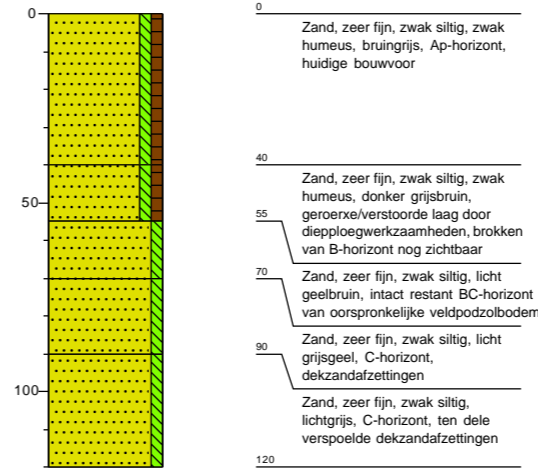 0
50
100
0
Zand, zeer fijn, zwak siltig, zwak
humeus, bruingrijs, Ap-horizont,
huidige bouwvoor
40
Zand, zeer fijn, zwak siltig, zwak
humeus, donker grijsbruin,
geroerxe/verstoorde laag door
diepploegwerkzaamheden, brokken
van B-horizont nog zichtbaar
55
Zand, zeer fijn, zwak siltig, licht
geelbruin, intact restant BC-horizont
van oorspronkelijke veldpodzolbodem
70
Zand, zeer fijn, zwak siltig, licht
grijsgeel, C-horizont,
dekzandafzettingen
90
Zand, zeer fijn, zwak siltig,
lichtgrijs, C-horizont, ten dele
verspoelde dekzandafzettingen
120